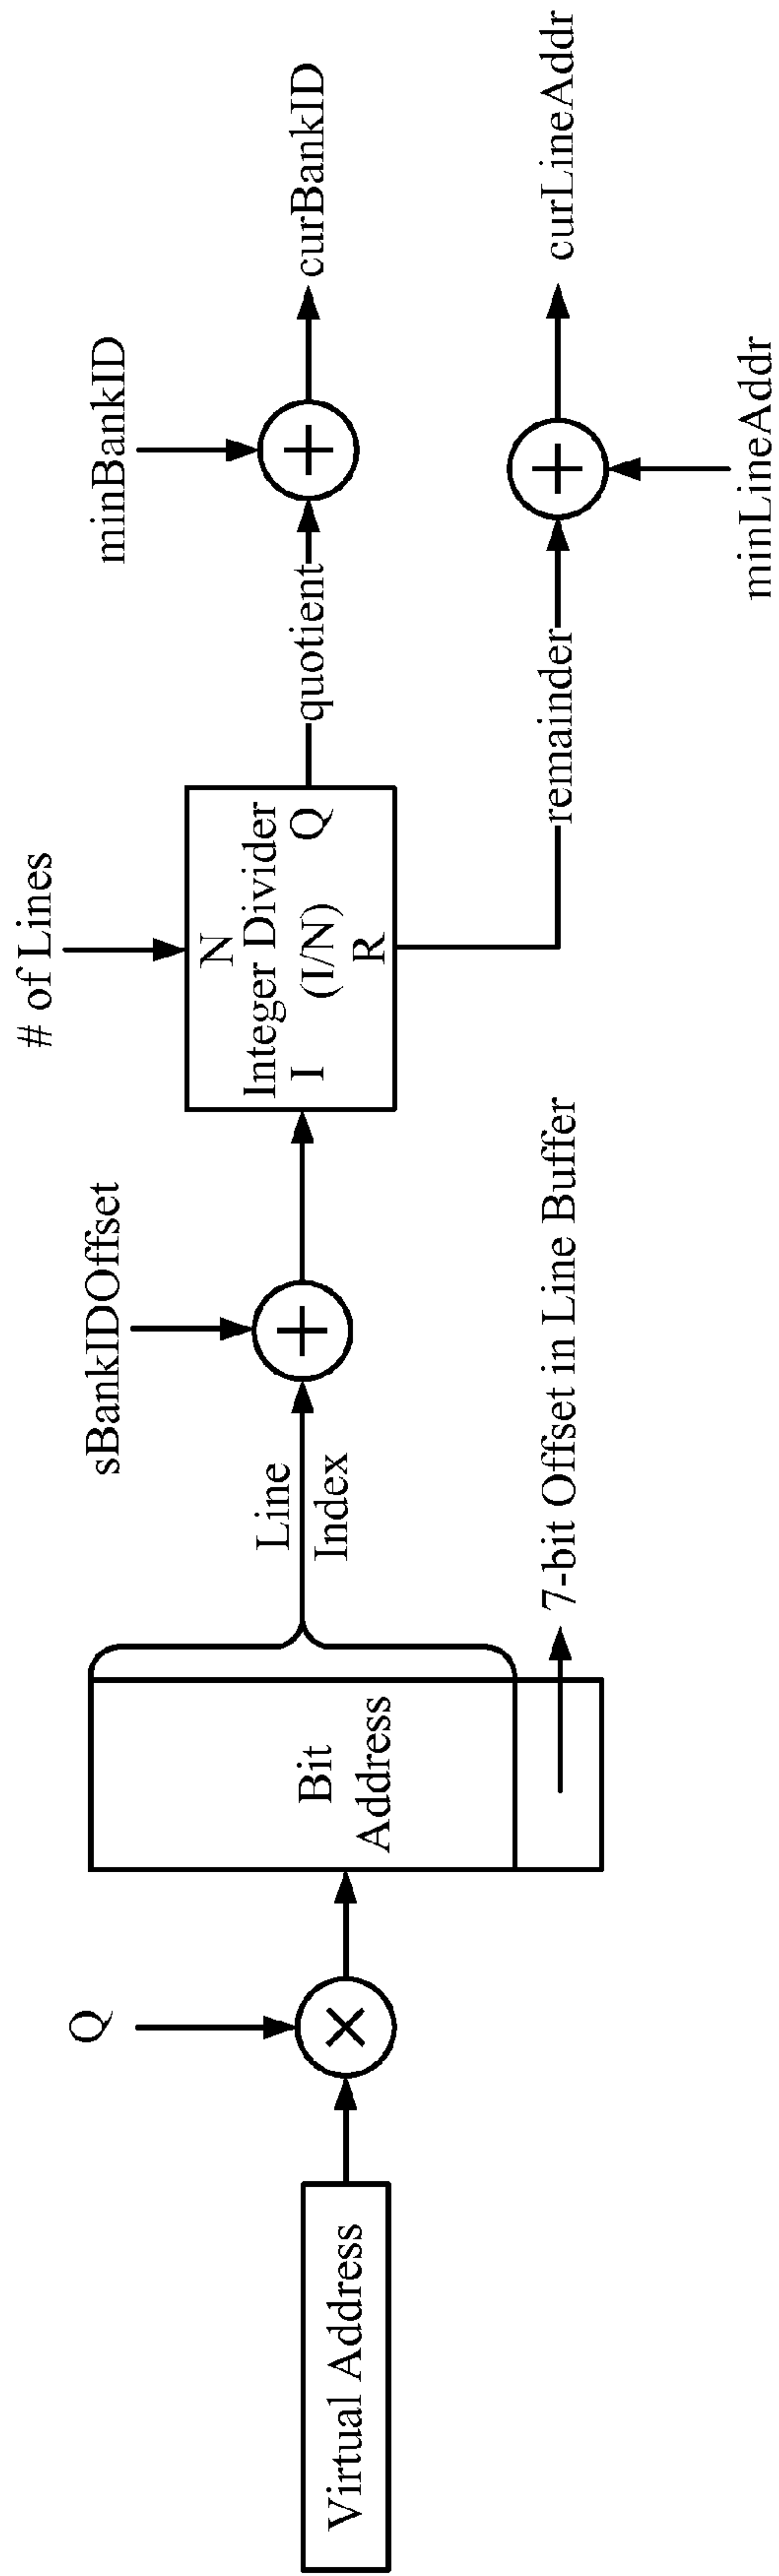 Virtual Address
Q
×
Bit
Address
Line
Index
7-bit Offset in Line Buffer
sBankIDOffset
+
# of Lines
N
Integer Divider
I (I/N) Q
R
quotient
remainder
minBankID
+
curBankID
+
minLineAddr
curLineAddr